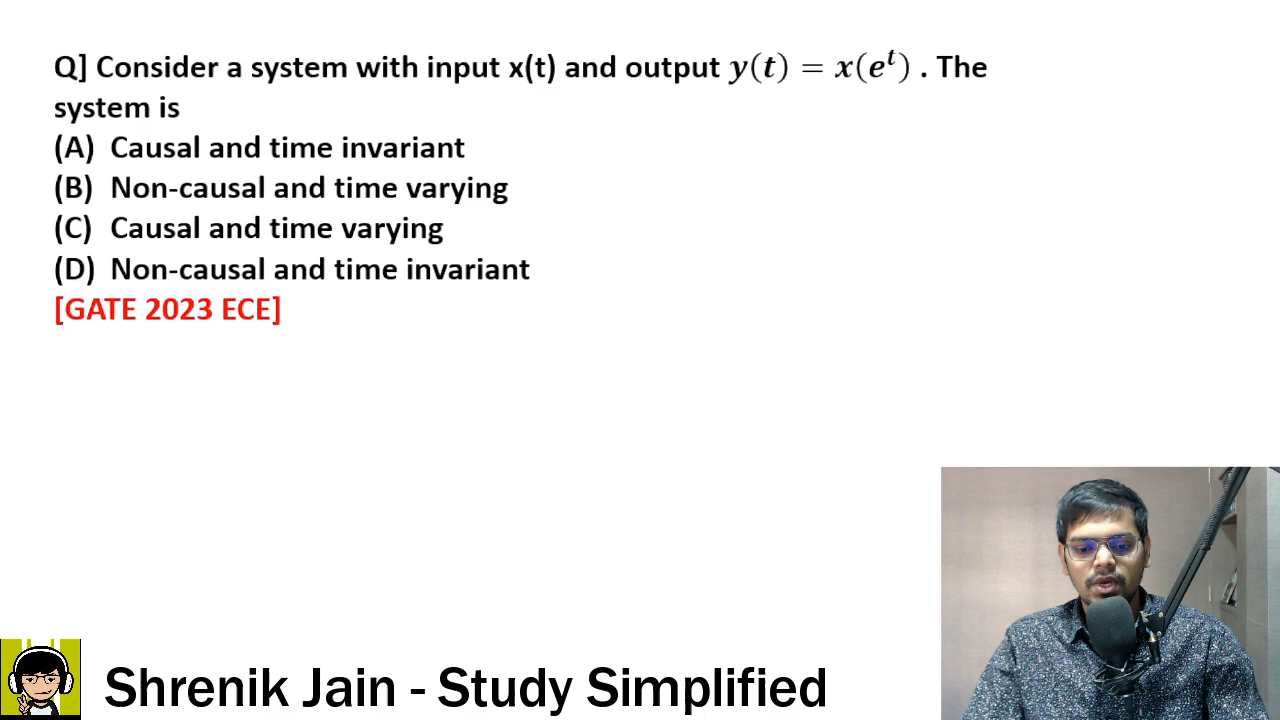 Q] Consider a system with input x(t) and output y(t) = x(e^t) . The
system is
(A) Causal and time invariant
(B) Non-causal and time varying
(C) Causal and time varying
(D) Non-causal and time invariant
[GATE 2023 ECE]
Shrenik Jain - Study Simplified